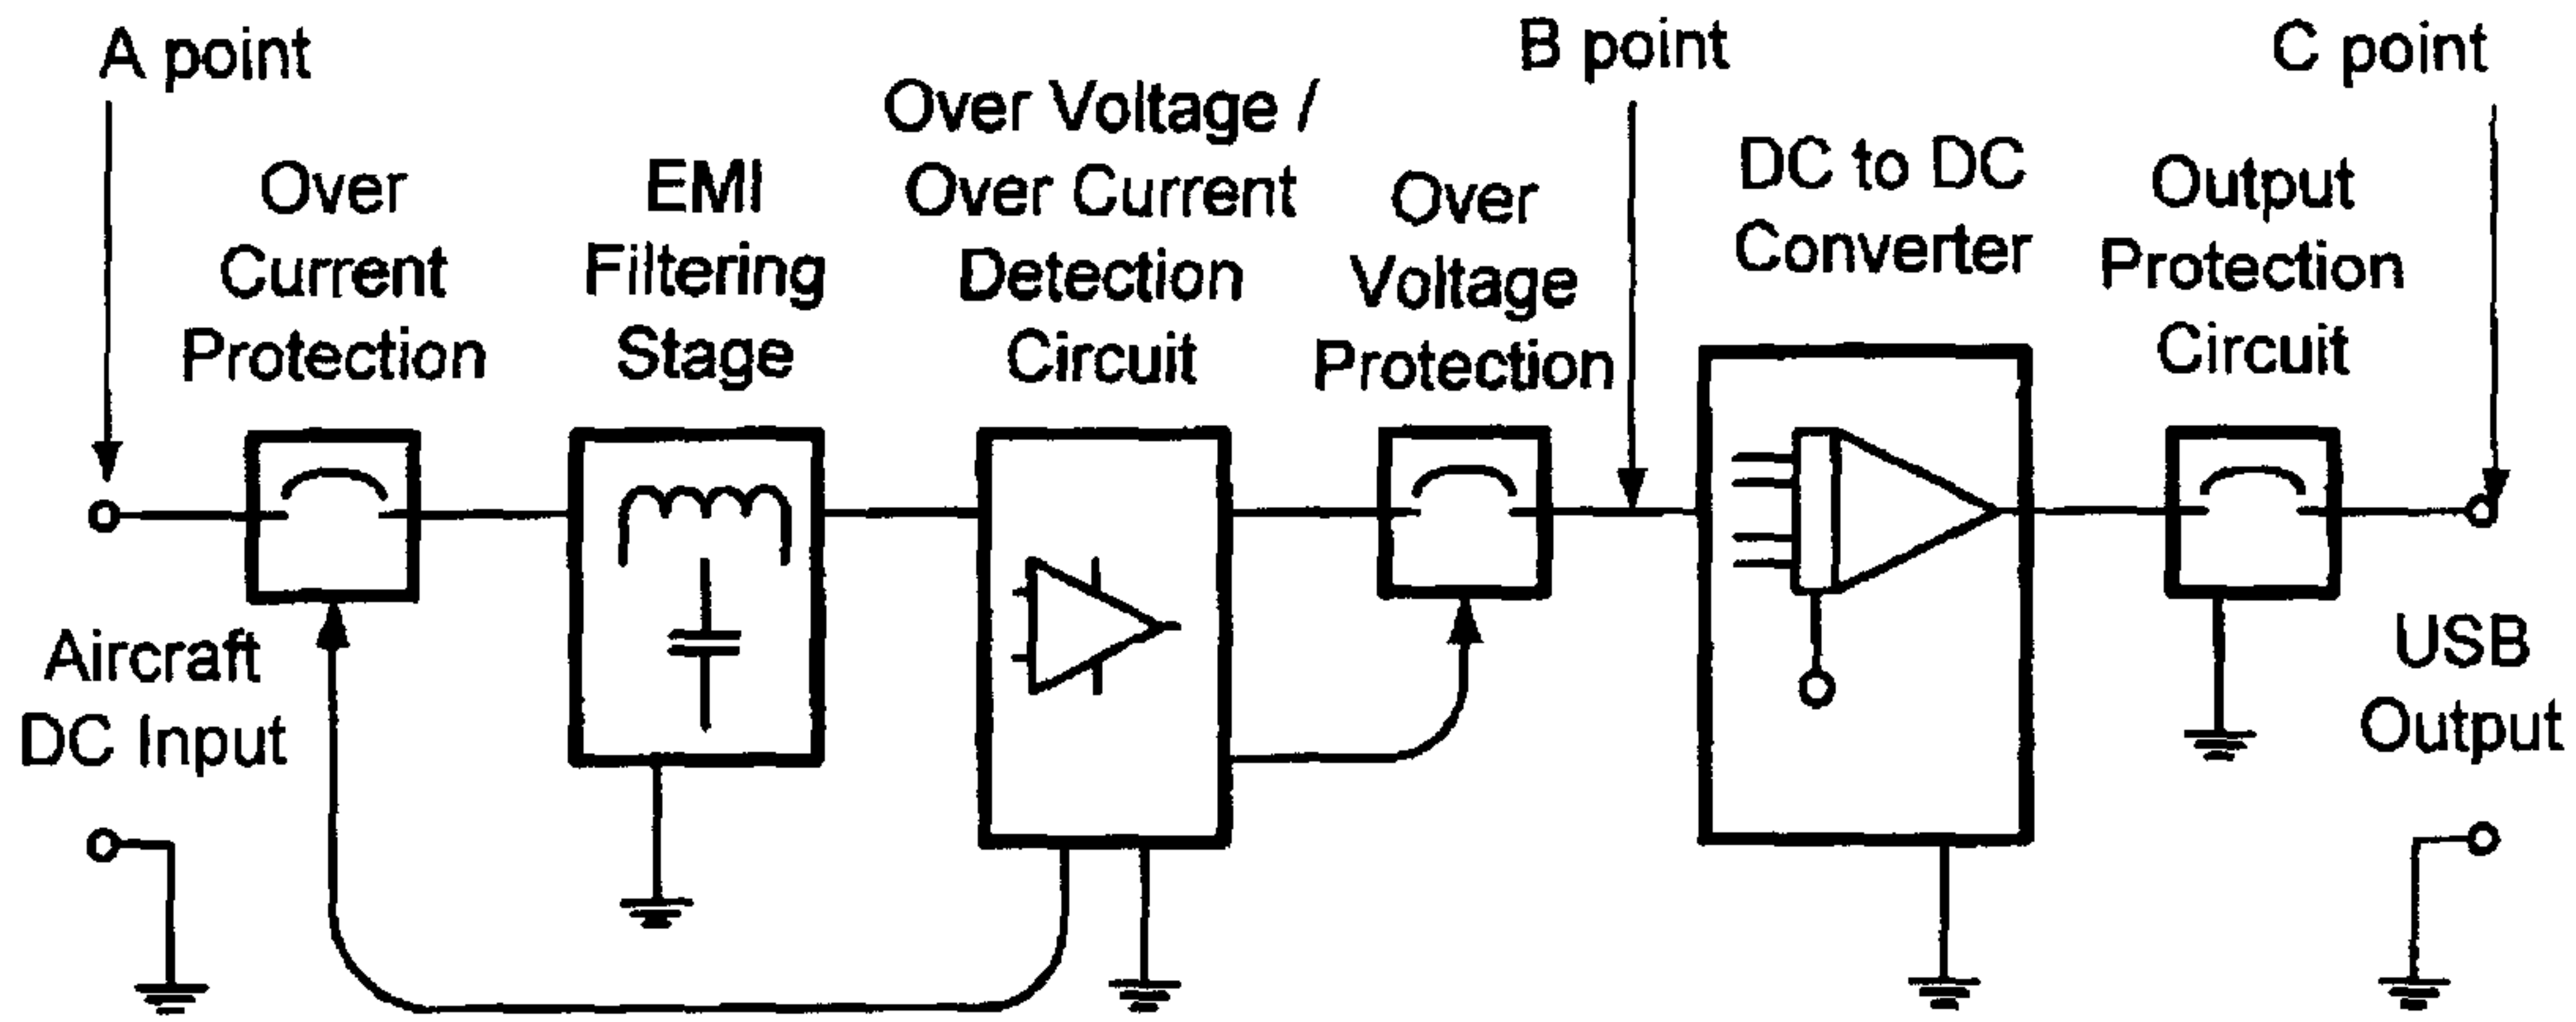 A point
Over
Current
Protection
EMI
Filtering
Stage
Over Voltage /
Over Current
Detection
Circuit
Over
Voltage
Protection
B point
DC to DC
Converter
Output
Protection
Circuit
C point
Aircraft
DC Input
USB
Output